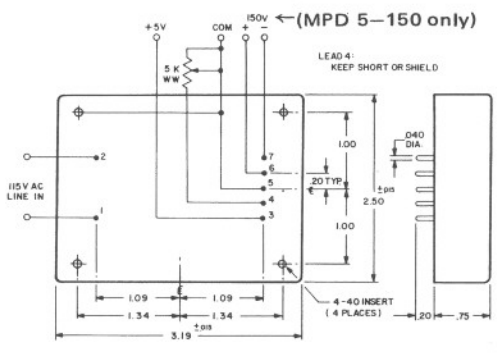 150V
(MPD 5-150 only)
+5V
COM
+ -
5 K
WW
LEAD 4:
KEEP SHORT OR SHIELD
.040
DIA.
2
7
6
5
4
3
1
115V AC
LINE IN
.20 TYP
1.00
1.00
2.50
±.015
1.09
1.09
1.34
1.34
3.19 ±.015
4-40 INSERT
(4 PLACES)
.20
.75